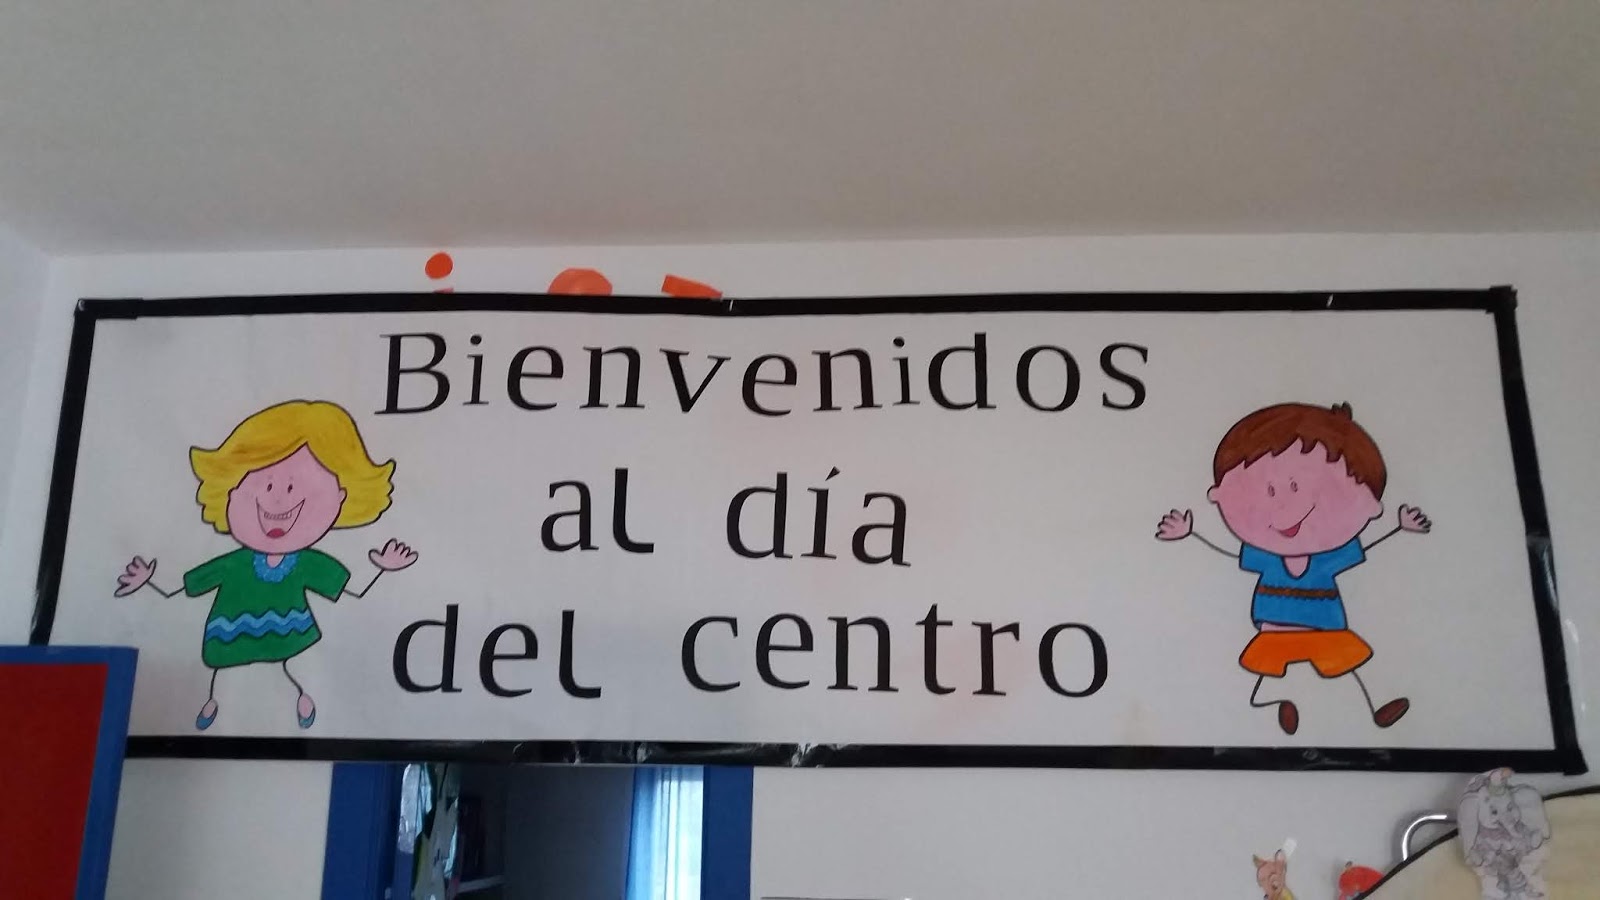 Bienvenidos
al día
del centro